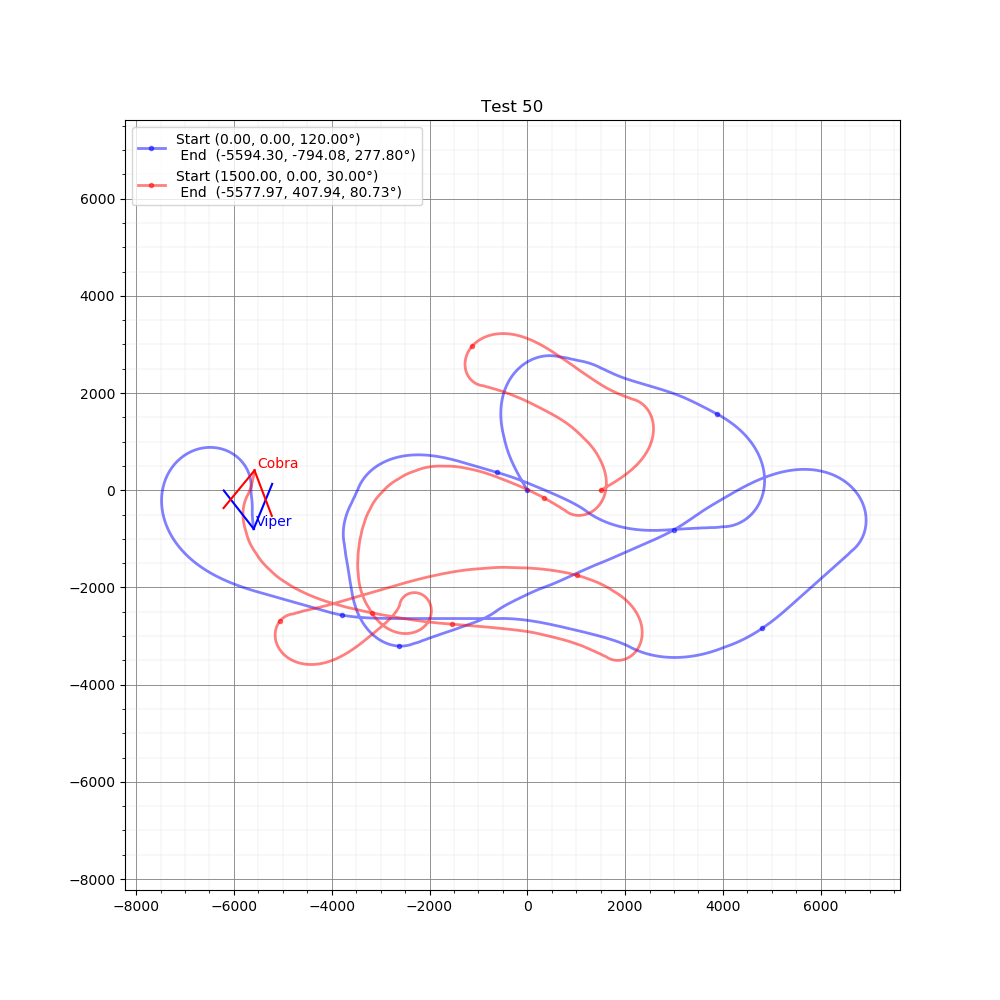 Test 50
Start (0.00, 0.00, 120.00°)
End  (-5594.30, -794.08, 277.80°)
Start (1500.00, 0.00, 30.00°)
End  (-5577.97, 407.94, 80.73°)
6000
4000
2000
0
−2000
−4000
−6000
−8000
Cobra
Viper
−8000 −6000 −4000 −2000 0 2000 4000 6000